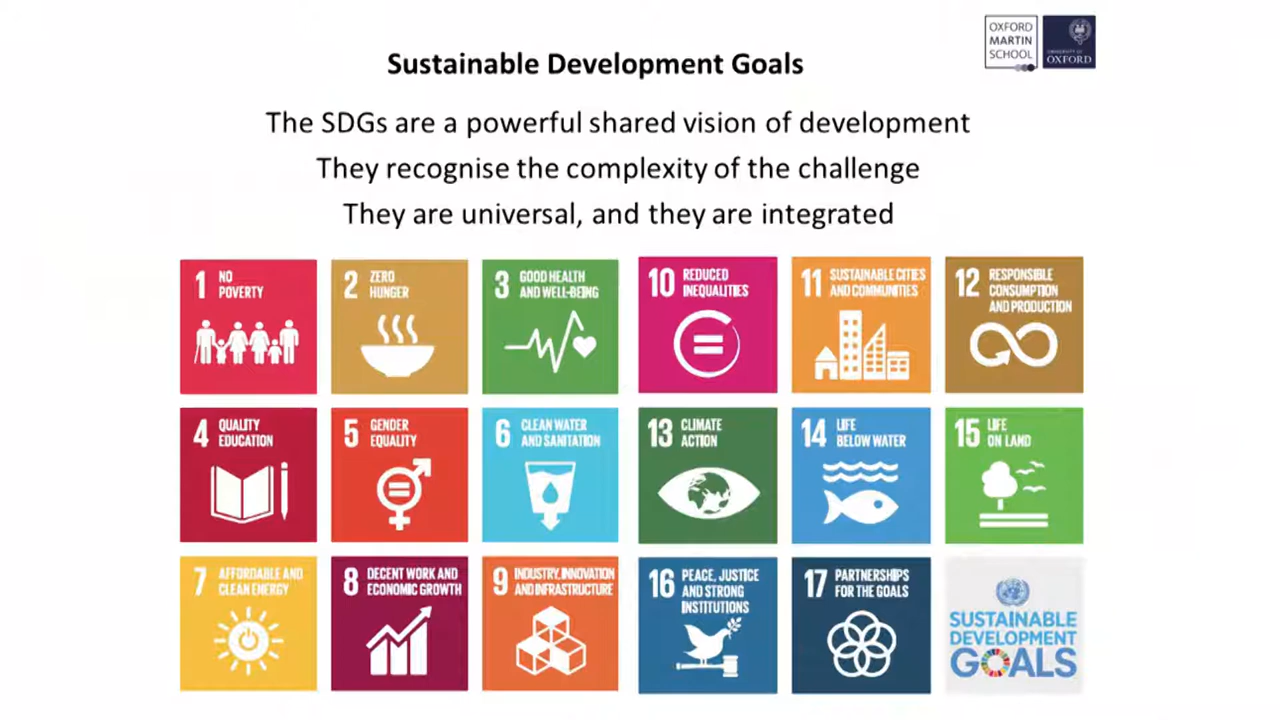 OXFORD
MARTIN
SCHOOL
UNIVERSITY OF
OXFORD
Sustainable Development Goals
The SDGs are a powerful shared vision of development
They recognise the complexity of the challenge
They are universal, and they are integrated
1 NO
POVERTY
2 ZERO
HUNGER
3 GOOD HEALTH
AND WELL-BEING
4 QUALITY
EDUCATION
5 GENDER
EQUALITY
6 CLEAN WATER
AND SANITATION
7 AFFORDABLE AND
CLEAN ENERGY
8 DECENT WORK AND
ECONOMIC GROWTH
9 INDUSTRY, INNOVATION
AND INFRASTRUCTURE
10 REDUCED
INEQUALITIES
11 SUSTAINABLE CITIES
AND COMMUNITIES
12 RESPONSIBLE
CONSUMPTION
AND PRODUCTION
13 CLIMATE
ACTION
14 LIFE
BELOW WATER
15 LIFE
ON LAND
16 PEACE, JUSTICE
AND STRONG
INSTITUTIONS
17 PARTNERSHIPS
FOR THE GOALS
SUSTAINABLE
DEVELOPMENT
GOALS